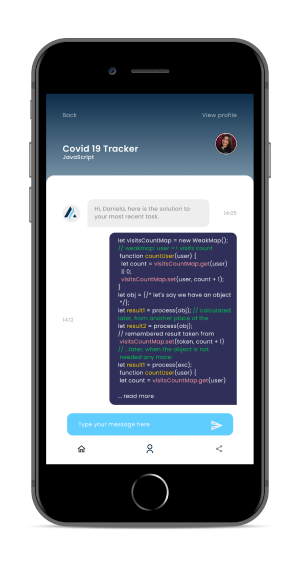 Back
View profile
Covid 19 Tracker
JavaScript
Hi, Daniels, here is the solution to
your most recent task.
14:05
let visitsCountMap = new WeakMap();
// weakmap: user => visits count
function countUser(user) {
let count = visitsCountMap.get(user)
|| 0;
visitsCountMap.set(user, count + 1);
}
let obj = {/* let's say we have an object
*/};
let result1 = process(obj); // calculated
later, from another place of the
let result2 = process(obj);
// remembered result taken from
visitsCountMap.set(token, count + 1)
// ...later, when the object is not
needed any more:
let result1 = process(exc);
function countUser(user) {
let count = visitsCountMap.get(user)
... read more
14:12
Type your message here